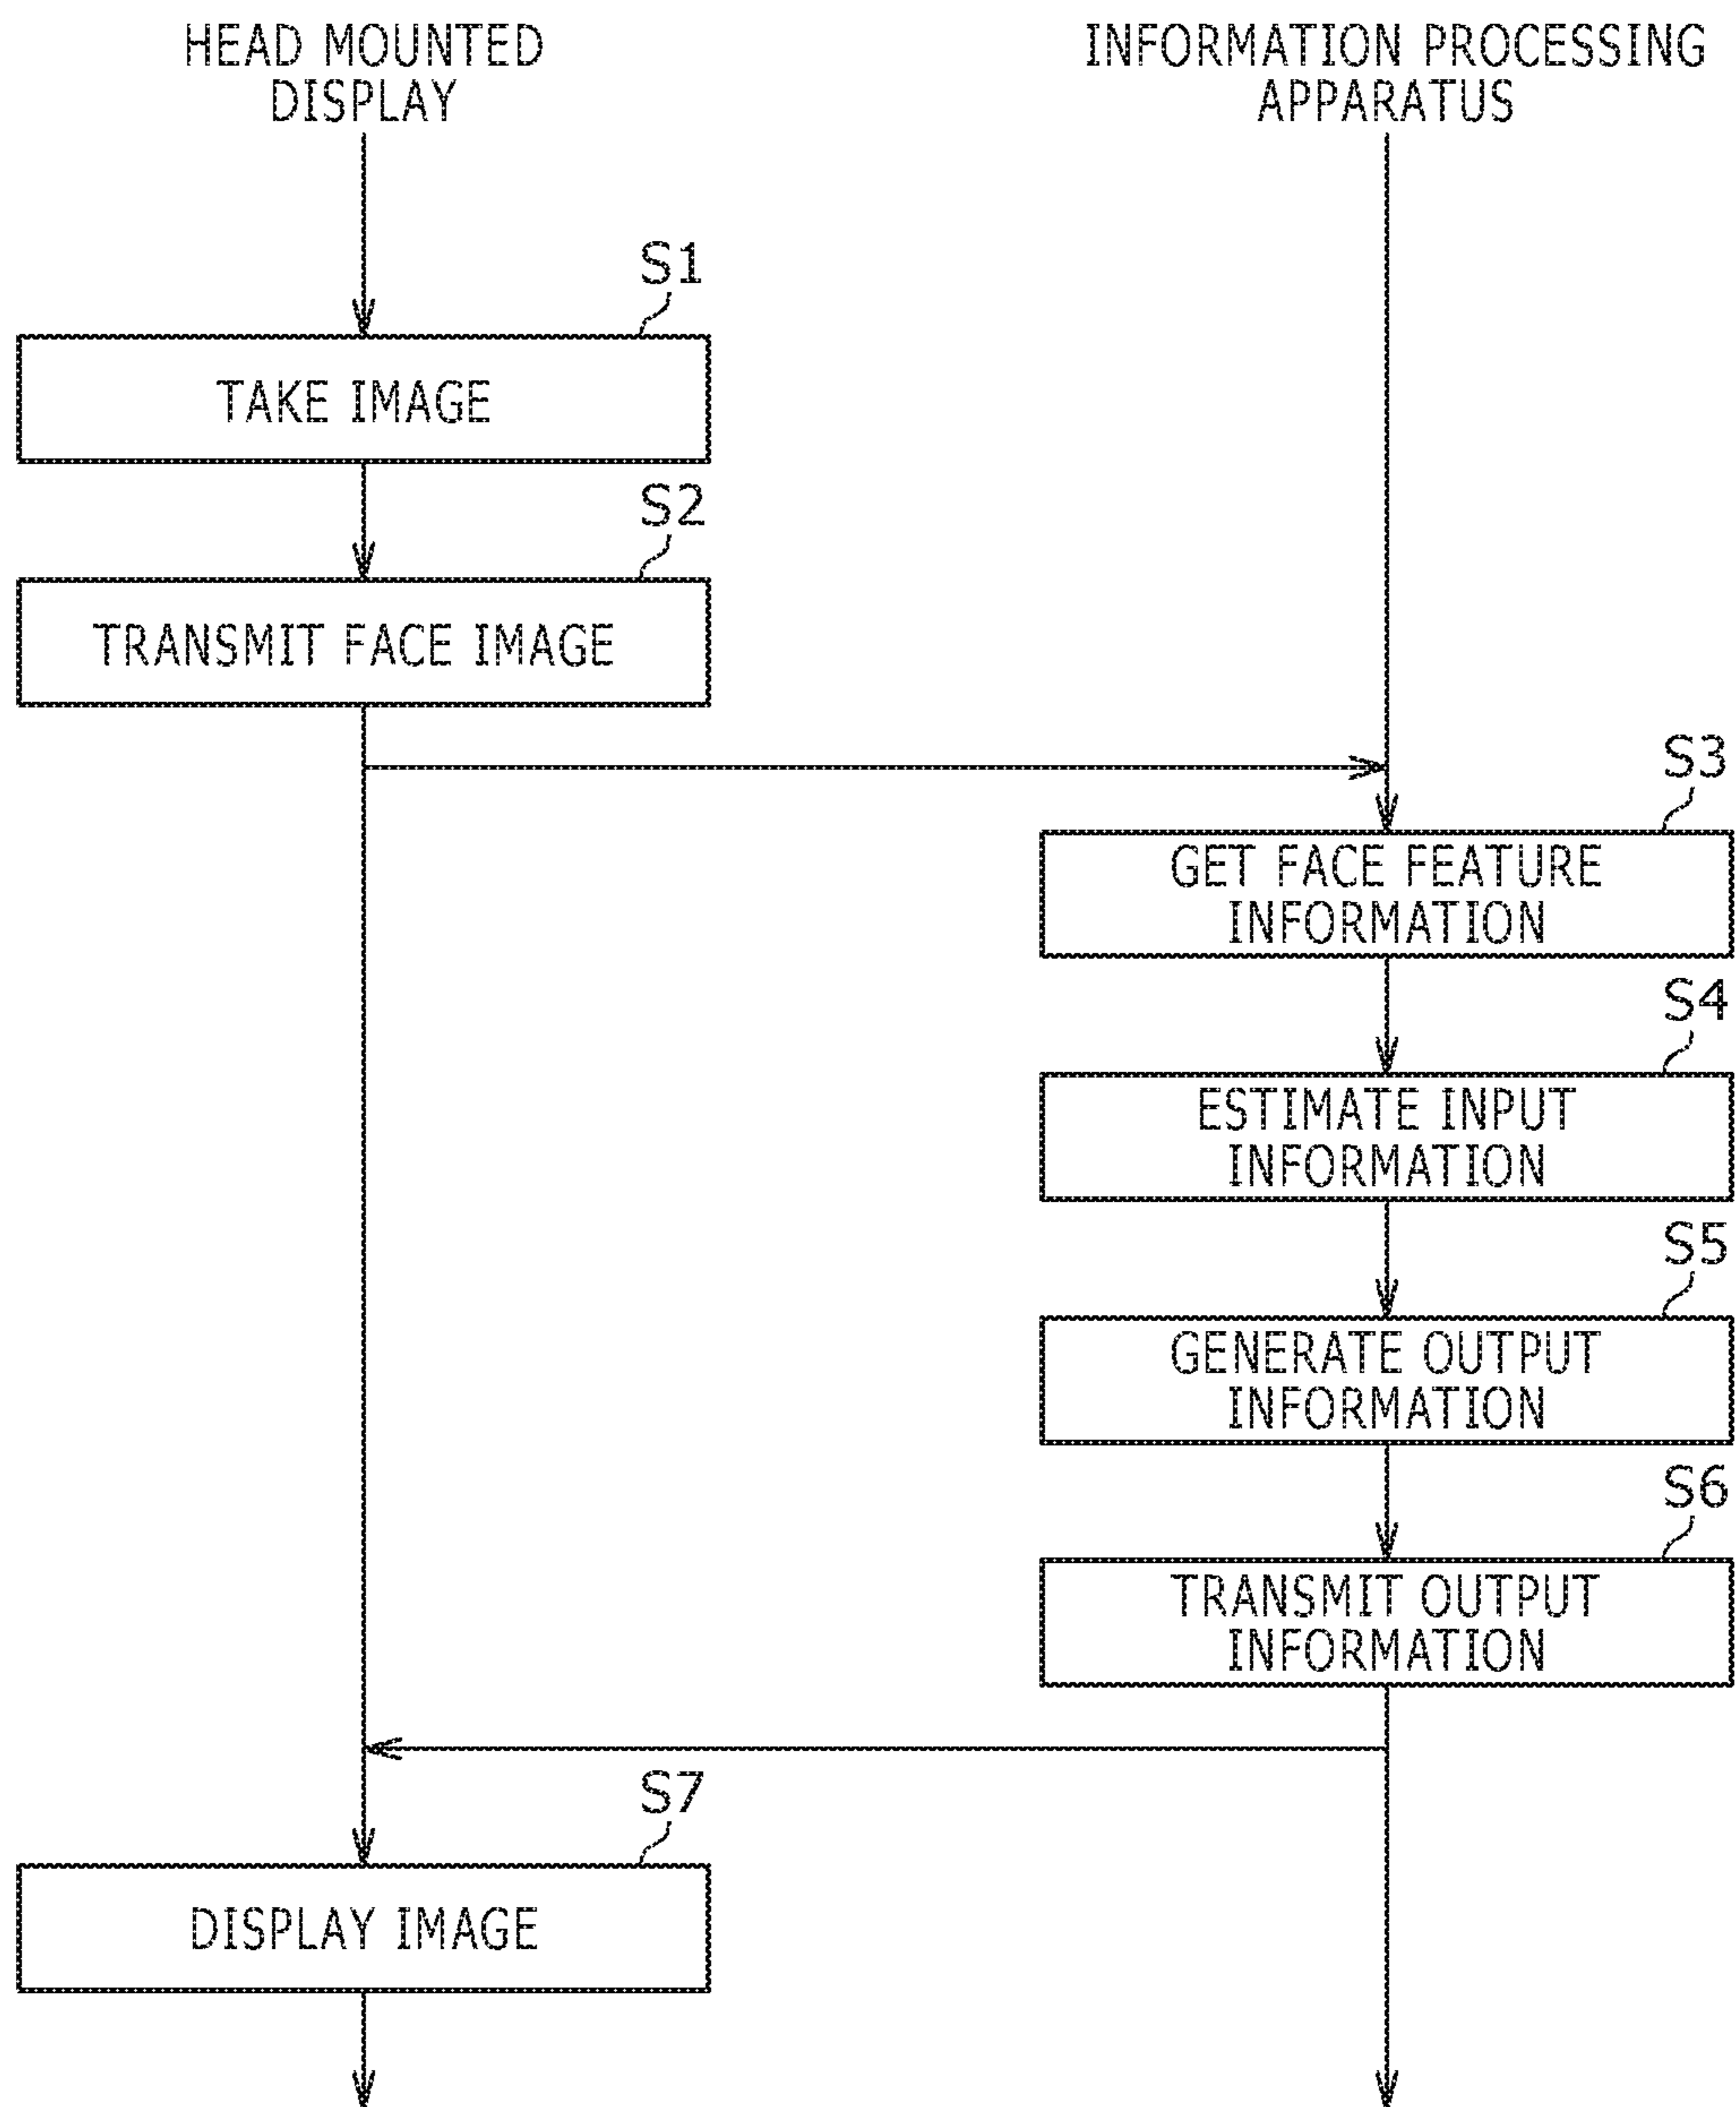 HEAD MOUNTED
DISPLAY
INFORMATION PROCESSING
APPARATUS
S1
TAKE IMAGE
S2
TRANSMIT FACE IMAGE
S3
GET FACE FEATURE
INFORMATION
S4
ESTIMATE INPUT
INFORMATION
S5
GENERATE OUTPUT
INFORMATION
S6
TRANSMIT OUTPUT
INFORMATION
S7
DISPLAY IMAGE